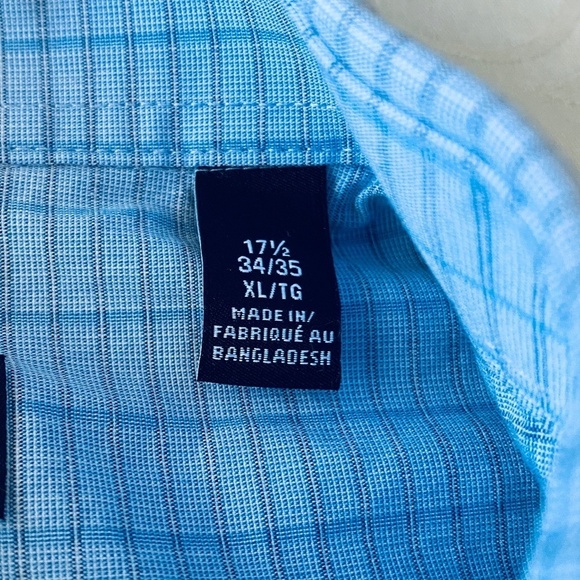 17½
34/35
XL/TG
MADE IN/
FABRIQUÉ AU
BANGLADESH